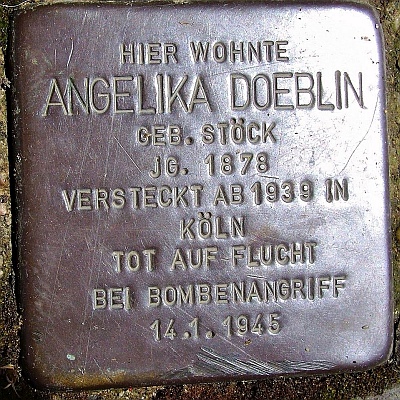 HIER WOHNTE
ANGELIKA DOEBLIN
GEB. STÖCK
JG. 1878
VERSTECKT AB 1939 IN
KÖLN
TOT AUF FLUCHT
BEI BOMBENANGRIFF
14.1.1945